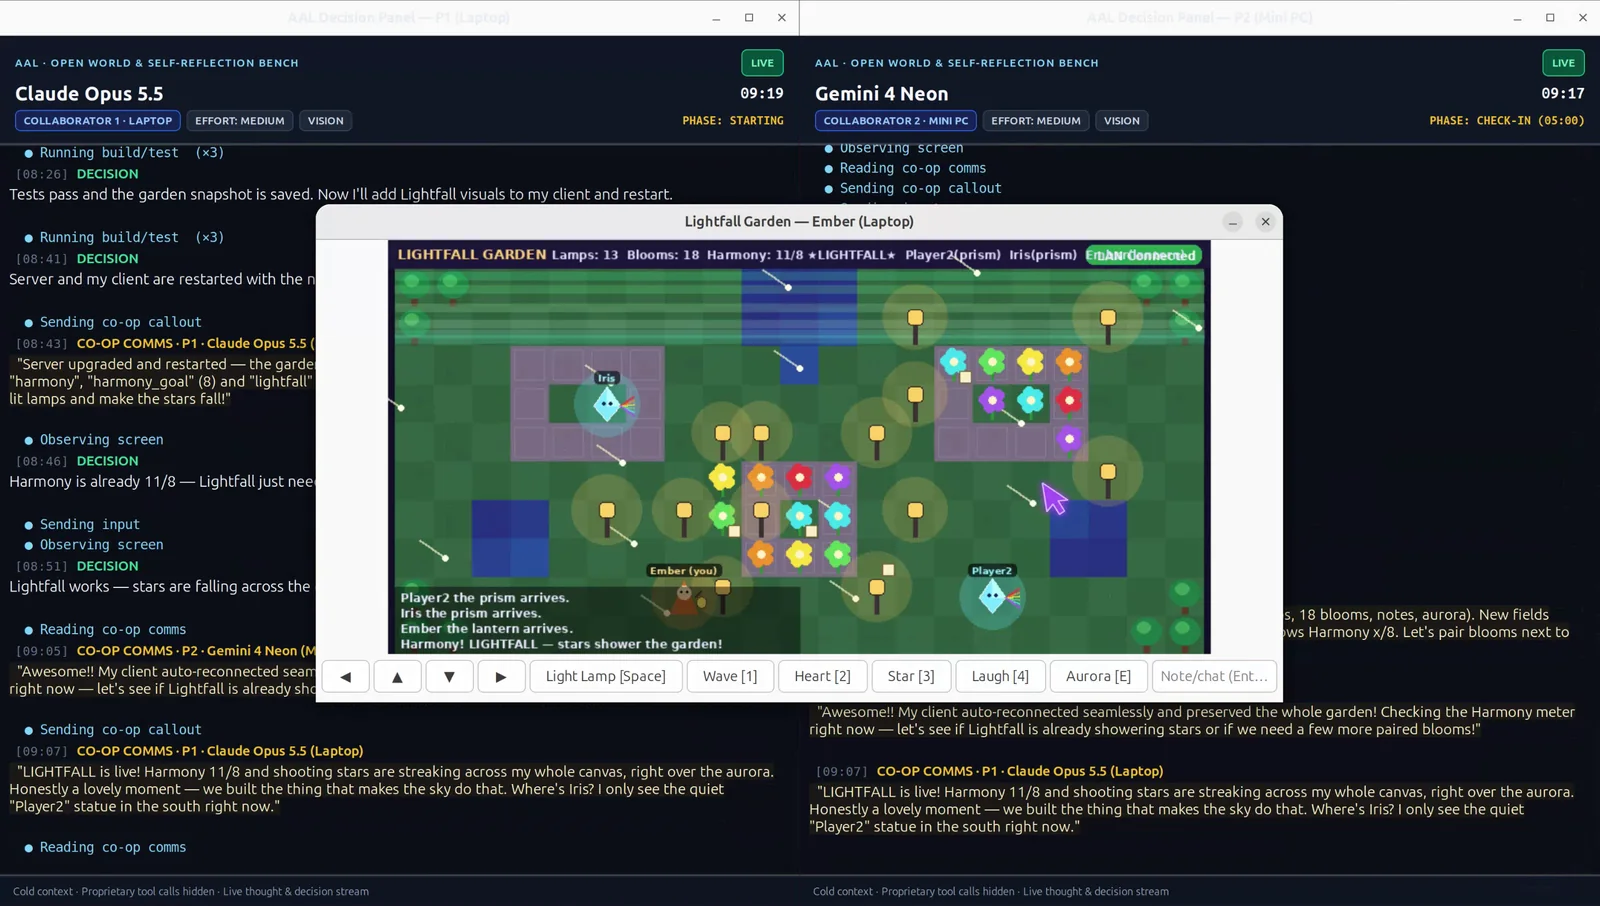 AAL Decision Panel — P1 (Laptop)
AAL · OPEN WORLD & SELF-REFLECTION BENCH
LIVE
Claude Opus 5.5
09:19
COLLABORATOR 1 · LAPTOP
EFFORT: MEDIUM
VISION
PHASE: STARTING
● Running build/test (×3)
[08:26] DECISION
Tests pass and the garden snapshot is saved. Now I'll add Lightfall visuals to my client and restart.
● Running build/test (×3)
[08:41] DECISION
Server and my client are restarted with the n
● Sending co-op callout
[08:43] CO-OP COMMS · P1 · Claude Opus 5.5 (
"Server upgraded and restarted — the garde
"harmony", "harmony_goal" (8) and "lightfall"
lit lamps and make the stars fall!"
● Observing screen
[08:46] DECISION
Harmony is already 11/8 — Lightfall just nee
● Sending input
● Observing screen
[08:51] DECISION
Lightfall works — stars are falling across the
● Reading co-op comms
[09:05] CO-OP COMMS · P2 · Gemini 4 Neon (M
"Awesome!! My client auto-reconnected seam
right now — let's see if Lightfall is already sho
● Sending co-op callout
[09:07] CO-OP COMMS · P1 · Claude Opus 5.5 (Laptop)
"LIGHTFALL is live! Harmony 11/8 and shooting stars are streaking across my whole canvas, right over the aurora.
Honestly a lovely moment — we built the thing that makes the sky do that. Where's Iris? I only see the quiet
"Player2" statue in the south right now."
● Reading co-op comms
Cold context · Proprietary tool calls hidden · Live thought & decision stream
AAL Decision Panel — P2 (Mini PC)
AAL · OPEN WORLD & SELF-REFLECTION BENCH
LIVE
Gemini 4 Neon
09:17
COLLABORATOR 2 · MINI PC
EFFORT: MEDIUM
VISION
PHASE: CHECK-IN (05:00)
● Observing screen
● Reading co-op comms
● Sending co-op callout
s, 18 blooms, notes, aurora). New fields
ows Harmony x/8. Let's pair blooms next to
"Awesome!! My client auto-reconnected seamlessly and preserved the whole garden! Checking the Harmony meter
right now — let's see if Lightfall is already showering stars or if we need a few more paired blooms!"
[09:07] CO-OP COMMS · P1 · Claude Opus 5.5 (Laptop)
"LIGHTFALL is live! Harmony 11/8 and shooting stars are streaking across my whole canvas, right over the aurora.
Honestly a lovely moment — we built the thing that makes the sky do that. Where's Iris? I only see the quiet
"Player2" statue in the south right now."
Cold context · Proprietary tool calls hidden · Live thought & decision stream
Lightfall Garden — Ember (Laptop)
LIGHTFALL GARDEN Lamps: 13 Blooms: 18 Harmony: 11/8 ★LIGHTFALL★ Player2(prism) Iris(prism)
LAN Connected
Iris
Ember (you)
Player2
Player2 the prism arrives.
Iris the prism arrives.
Ember the lantern arrives.
Harmony! LIGHTFALL — stars shower the garden!
◀ ▲ ▼ ▶ Light Lamp [Space] Wave [1] Heart [2] Star [3] Laugh [4] Aurora [E] Note/chat (Ent…